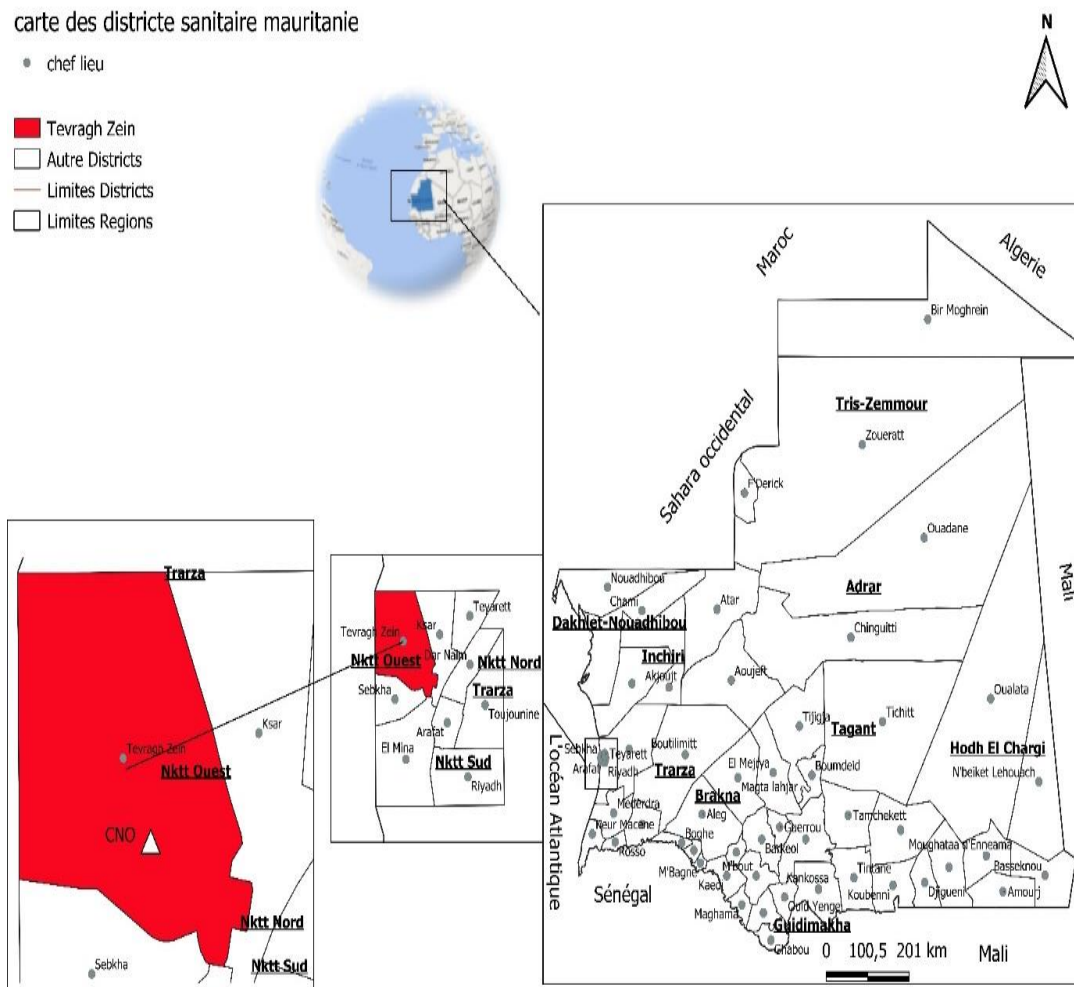 carte des districte sanitaire mauritanie
chef lieu
Tevragh Zein
Autre Districts
Limites Districts
Limites Regions
N
Maroc
Algerie
Bir Moghrein
Tris-Zemmour
Zoueratt
Sahara occidental
F'Derick
Ouadane
Mali
Adrar
Nouadhibou
Chami
Atar
Dakhlet-Nouadhibou
Chinguitti
Inchiri
Akjoujt
Aoujeft
Oualata
Tijigja
Tichitt
Tagant
Hodh El Chargi
N'beiket Lehouach
L'océan Atlantique
Sebkha
Teyarett
Arafat
Riyadh
Boutilimitt
Trarza
El Mejriya
Magta lahjar
Boumdeid
Brakna
Mederdra
Aleg
Keur Macene
Rosso
Boghe
Guerrou
Barkeol
Tamchekett
Moughataa d'Enneama
Basseknou
M'Bagne
Kaedi
M'bout
Kankossa
Tintane
Koubenni
Djigueni
Amourj
Sénégal
Maghama
Ould Yenge
Guidimakha
Ghabou
0 100,5 201 km
Mali
Teyarett
Ksar
Tevragh Zein
Dar Naim
Nktt Ouest
Nktt Nord
Sebkha
Trarza
Toujounine
Arafat
El Mina
Nktt Sud
Riyadh
Trarza
Ksar
Tevragh Zein
Nktt Ouest
CNO
Nktt Nord
Sebkha
Nktt Sud